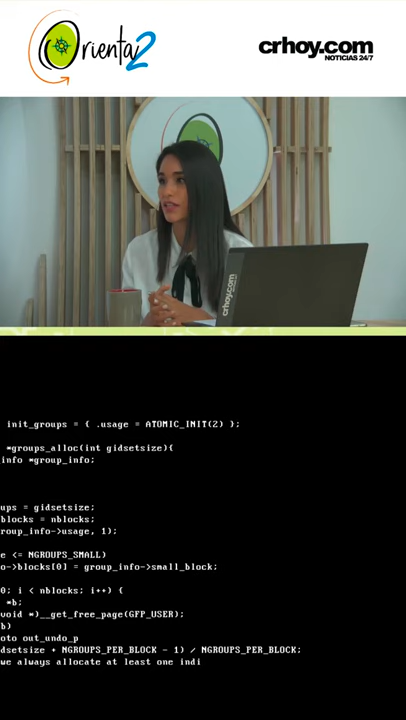 Orienta2
crhoy.com
NOTICIAS 24/7
crhoy.com
init_groups = { .usage = ATOMIC_INIT(2) };
*groups_alloc(int gidsetsize){
info *group_info;
ups = gidsetsize;
blocks = nblocks;
roup_info->usage, 1);
e <= NGROUPS_SMALL)
o->blocks[0] = group_info->small_block;
0; i < nblocks; i++) {
*b;
void *)__get_free_page(GFP_USER);
b)
oto out_undo_p
dsetsize + NGROUPS_PER_BLOCK - 1) / NGROUPS_PER_BLOCK;
we always allocate at least one indi